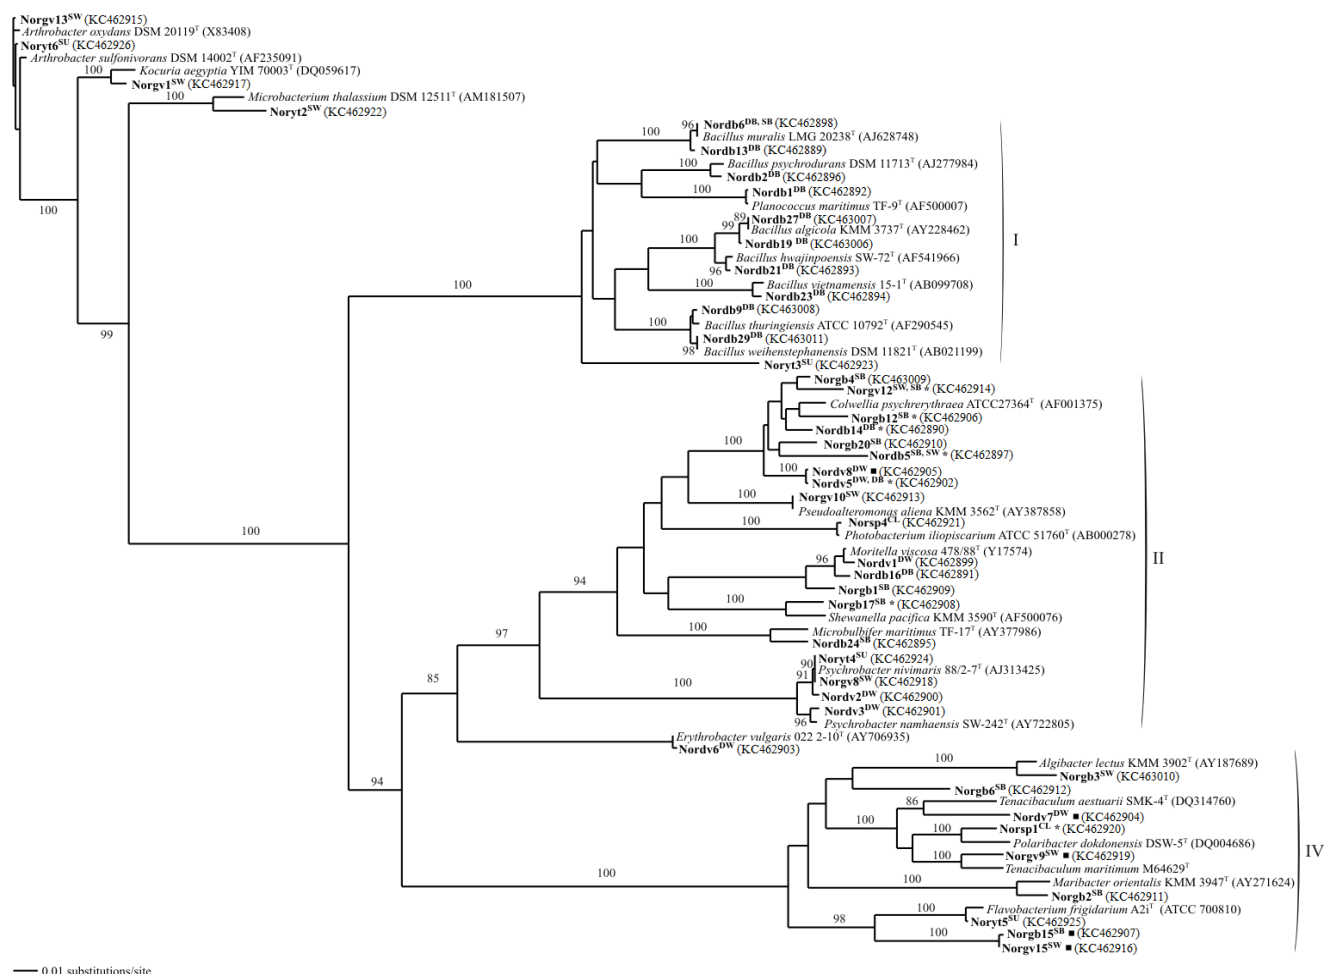 Norgv13SW (KC462915)
Arthrobacter oxydans DSM 20119T (X83408)
Noryt6SU (KC462926)
Arthrobacter sulfonivorans DSM 14002T (AF235091)
100 Kocuria aegyptia YIM 70003T (DQ059617)
Norgv1SW (KC462917)
100 Microbacterium thalassium DSM 12511T (AM181507)
Noryt2SW (KC462922)
96 Nordb6DB, SB (KC462898)
100 Bacillus muralis LMG 20238T (AJ628748)
Nordb13DB (KC462889)
100 Bacillus psychrodurans DSM 11713T (AJ277984)
Nordb2DB (KC462896)
100 Nordb1DB (KC462892)
Planococcus maritimus TF-9T (AF500007)
100
89 Nordb27DB (KC463007)
99 Bacillus algicola KMM 3737T (AY228462)
100 Nordb19 DB (KC463006)
I
Bacillus hwajinpoensis SW-72T (AF541966)
96 Nordb21DB (KC462893)
100 Bacillus vietnamensis 15-1T (AB099708)
100
Nordb23DB (KC462894)
Nordb9DB (KC463008)
100 Bacillus thuringiensis ATCC 10792T (AF290545)
99
Nordb29DB (KC463011)
98 Bacillus weihenstephanensis DSM 11821T (AB021199)
Noryt3SU (KC462923)
Norgb4SB (KC463009)
Norgv12SW, SB * (KC462914)
Colwellia psychrerythraea ATCC27364T (AF001375)
Norgb12SB * (KC462906)
Nordb14DB * (KC462890)
100 Norgb20SB (KC462910)
Nordb5SB, SW * (KC462897)
100 Nordv8DW ■ (KC462905)
Nordv5DW, DB * (KC462902)
100 Norgv10SW (KC462913)
Pseudoalteromonas aliena KMM 3562T (AY387858)
100 Norsp4CL (KC462921)
100
Photobacterium iliopiscarium ATCC 51760T (AB000278)
Moritella viscosa 478/88T (Y17574)
96 Nordv1DW (KC462899)
II
Nordb16DB (KC462891)
94
Norgb1SB (KC462909)
100 Norgb17SB * (KC462908)
Shewanella pacifica KMM 3590T (AF500076)
97 100 Microbulbifer maritimus TF-17T (AY377986)
Nordb24SB (KC462895)
Noryt4SU (KC462924)
90 Psychrobacter nivimaris 88/2-7T (AJ313425)
91 Norgv8SW (KC462918)
85 100
Nordv2DW (KC462900)
Nordv3DW (KC462901)
96 Psychrobacter namhaensis SW-242T (AY722805)
Erythrobacter vulgaris 022 2-10T (AY706935)
Nordv6DW (KC462903)
100 Algibacter lectus KMM 3902T (AY187689)
Norgb3SW (KC463010)
94
Norgb6SB (KC462912)
86 Tenacibaculum aestuarii SMK-4T (DQ314760)
Nordv7DW ■ (KC462904)
100 100 Norsp1CL * (KC462920)
Polaribacter dokdonensis DSW-5T (DQ004686)
100 Norgv9SW ■ (KC462919)
IV
Tenacibaculum maritimum M64629T
100 100 Maribacter orientalis KMM 3947T (AY271624)
Norgb2SB (KC462911)
100 Flavobacterium frigidarium A2iT (ATCC 700810)
98 Noryt5SU (KC462925)
100 Norgb15SB ■ (KC462907)
Norgv15SW ■ (KC462916)
0.01 substitutions/site